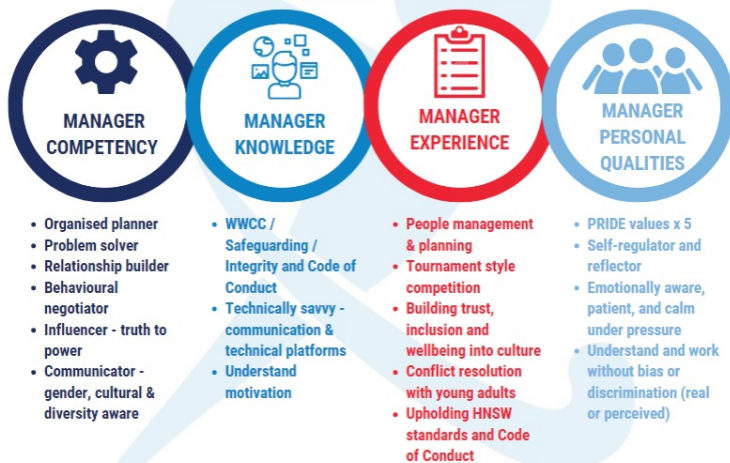 MANAGER
COMPETENCY
MANAGER
KNOWLEDGE
MANAGER
EXPERIENCE
MANAGER
PERSONAL
QUALITIES
• Organised planner
• Problem solver
• Relationship builder
• Behavioural
negotiator
• Influencer - truth to
power
• Communicator -
gender, cultural &
diversity aware
• WWCC /
Safeguarding /
Integrity and Code of
Conduct
• Technically savvy -
communication &
technical platforms
• Understand
motivation
• People management
& planning
• Tournament style
competition
• Building trust,
inclusion and
wellbeing into culture
• Conflict resolution
with young adults
• Upholding HNSW
standards and Code
of Conduct
• PRIDE values x 5
• Self-regulator and
reflector
• Emotionally aware,
patient, and calm
under pressure
• Understand and work
without bias or
discrimination (real
or perceived)